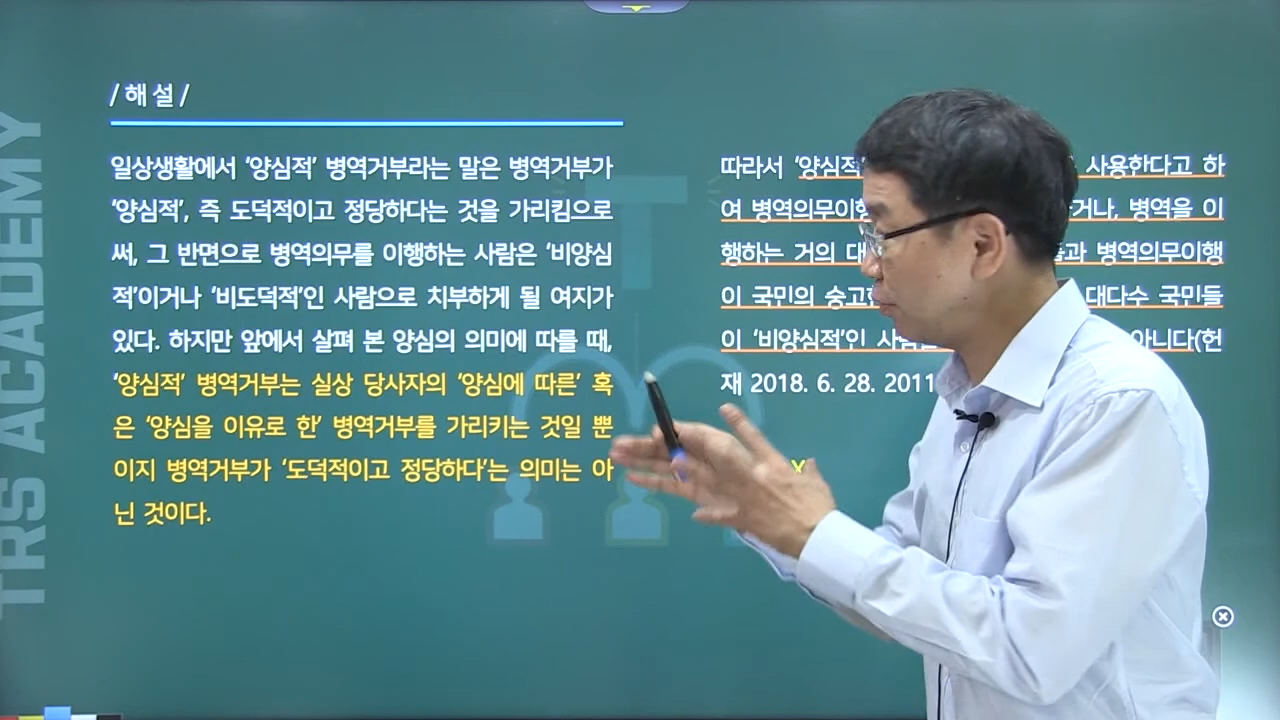 TRS ACADEMY
/ 해 설 /
일상생활에서 ‘양심적’ 병역거부라는 말은 병역거부가
‘양심적’, 즉 도덕적이고 정당하다는 것을 가리킴으로
써, 그 반면으로 병역의무를 이행하는 사람은 ‘비양심
적’이거나 ‘비도덕적’인 사람으로 치부하게 될 여지가
있다. 하지만 앞에서 살펴 본 양심의 의미에 따를 때,
‘양심적’ 병역거부는 실상 당사자의 ‘양심에 따른’ 혹
은 ‘양심을 이유로 한’ 병역거부를 가리키는 것일 뿐
이지 병역거부가 ‘도덕적이고 정당하다’는 의미는 아
닌 것이다.
따라서 ‘양심적’ 사용한다고 하
여 병역의무이행 거나, 병역을 이
행하는 거의 대 들과 병역의무이행
이 국민의 숭고한 대다수 국민들
이 ‘비양심적’인 아니다(헌
재 2018. 6. 28. 2011
X